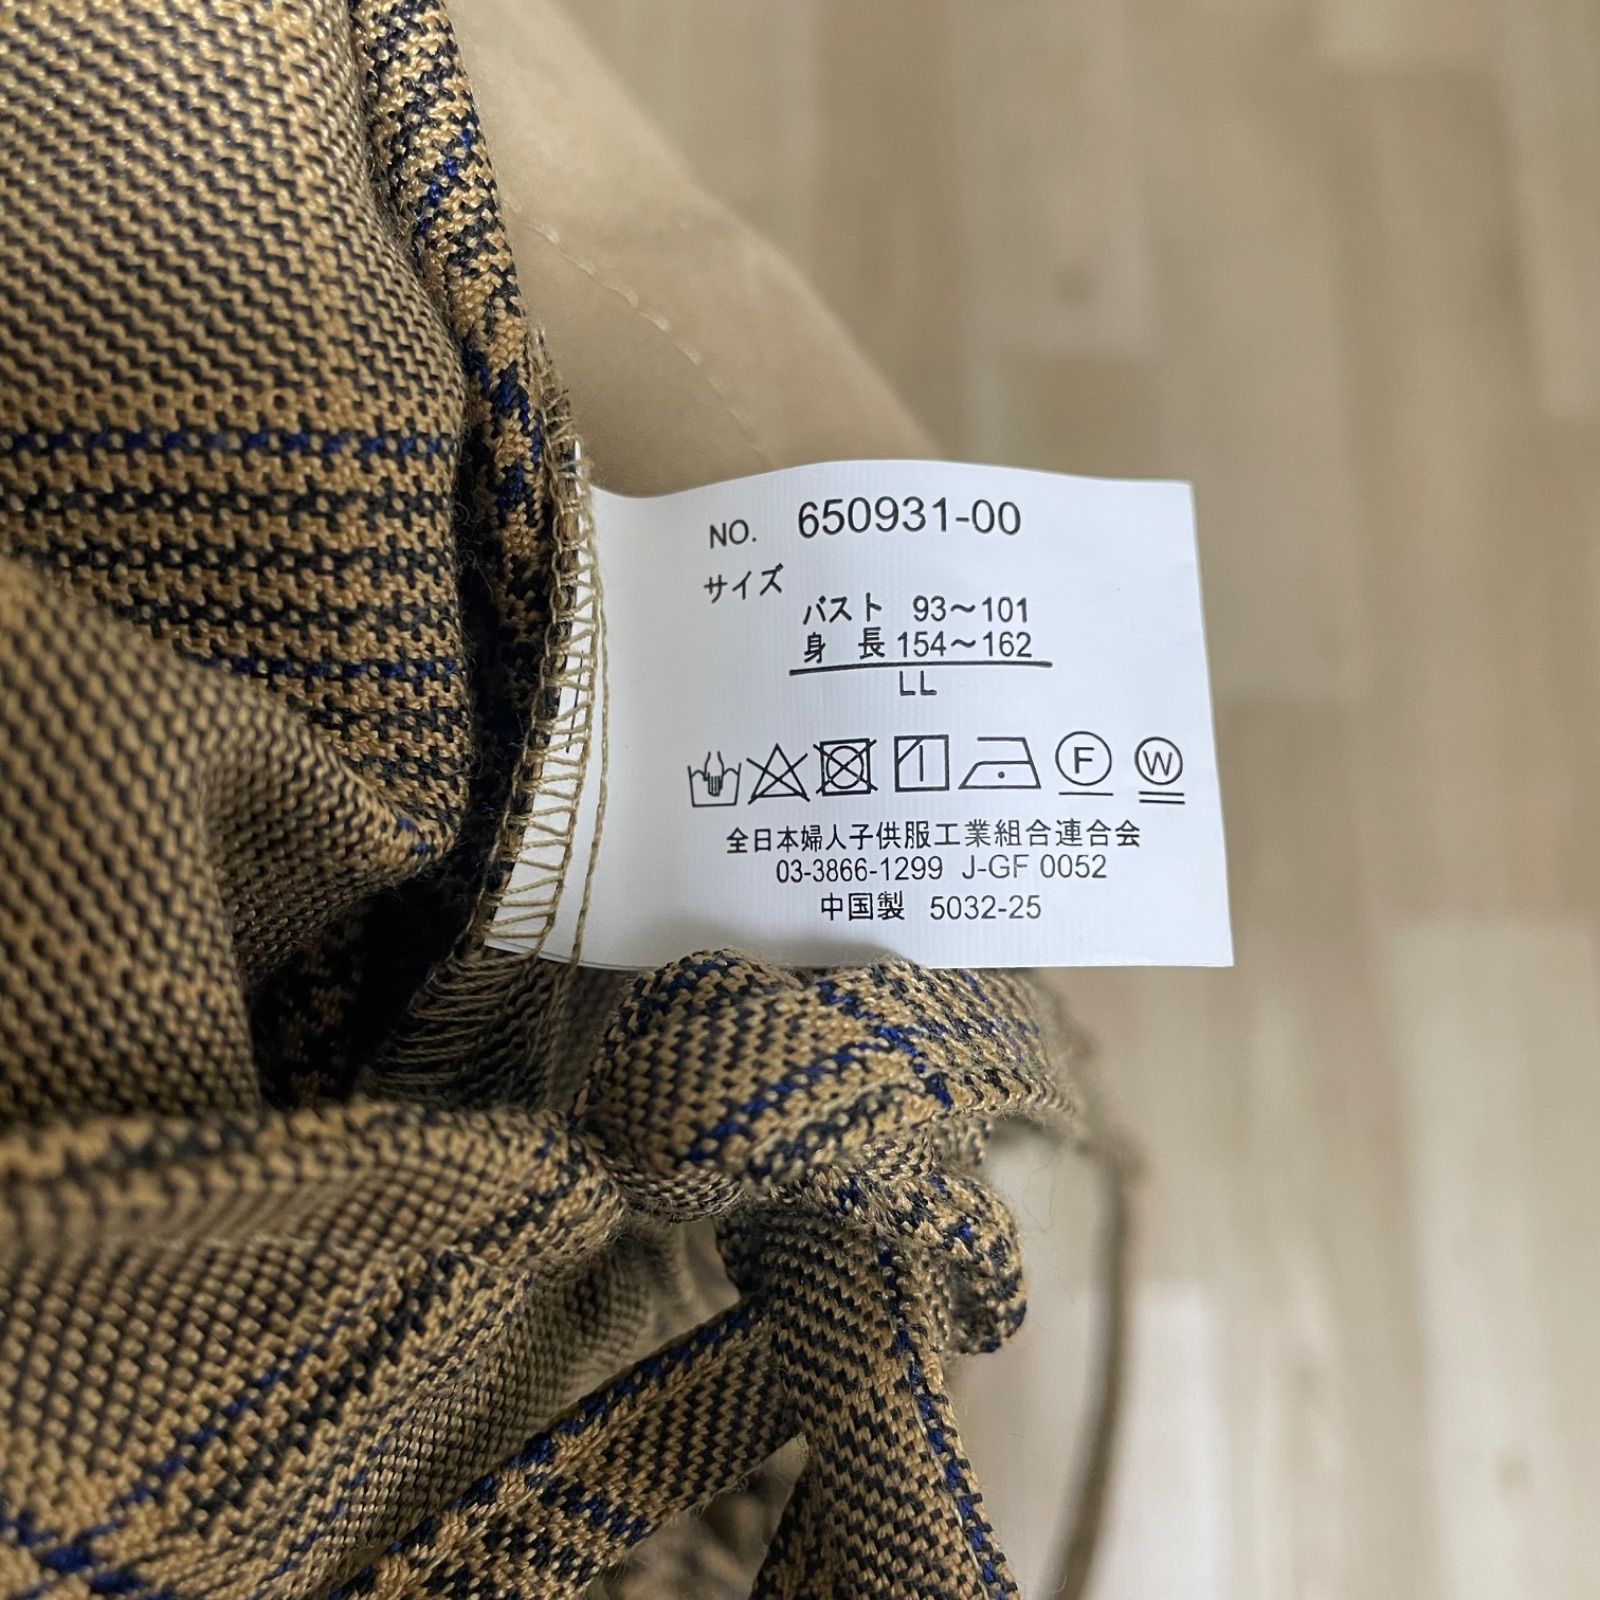 NO. 650931-00
サイズ
バスト 93〜101
身 長 154〜162
LL
F W
全日本婦人子供服工業組合連合会
03-3866-1299 J-GF 0052
中国製 5032-25